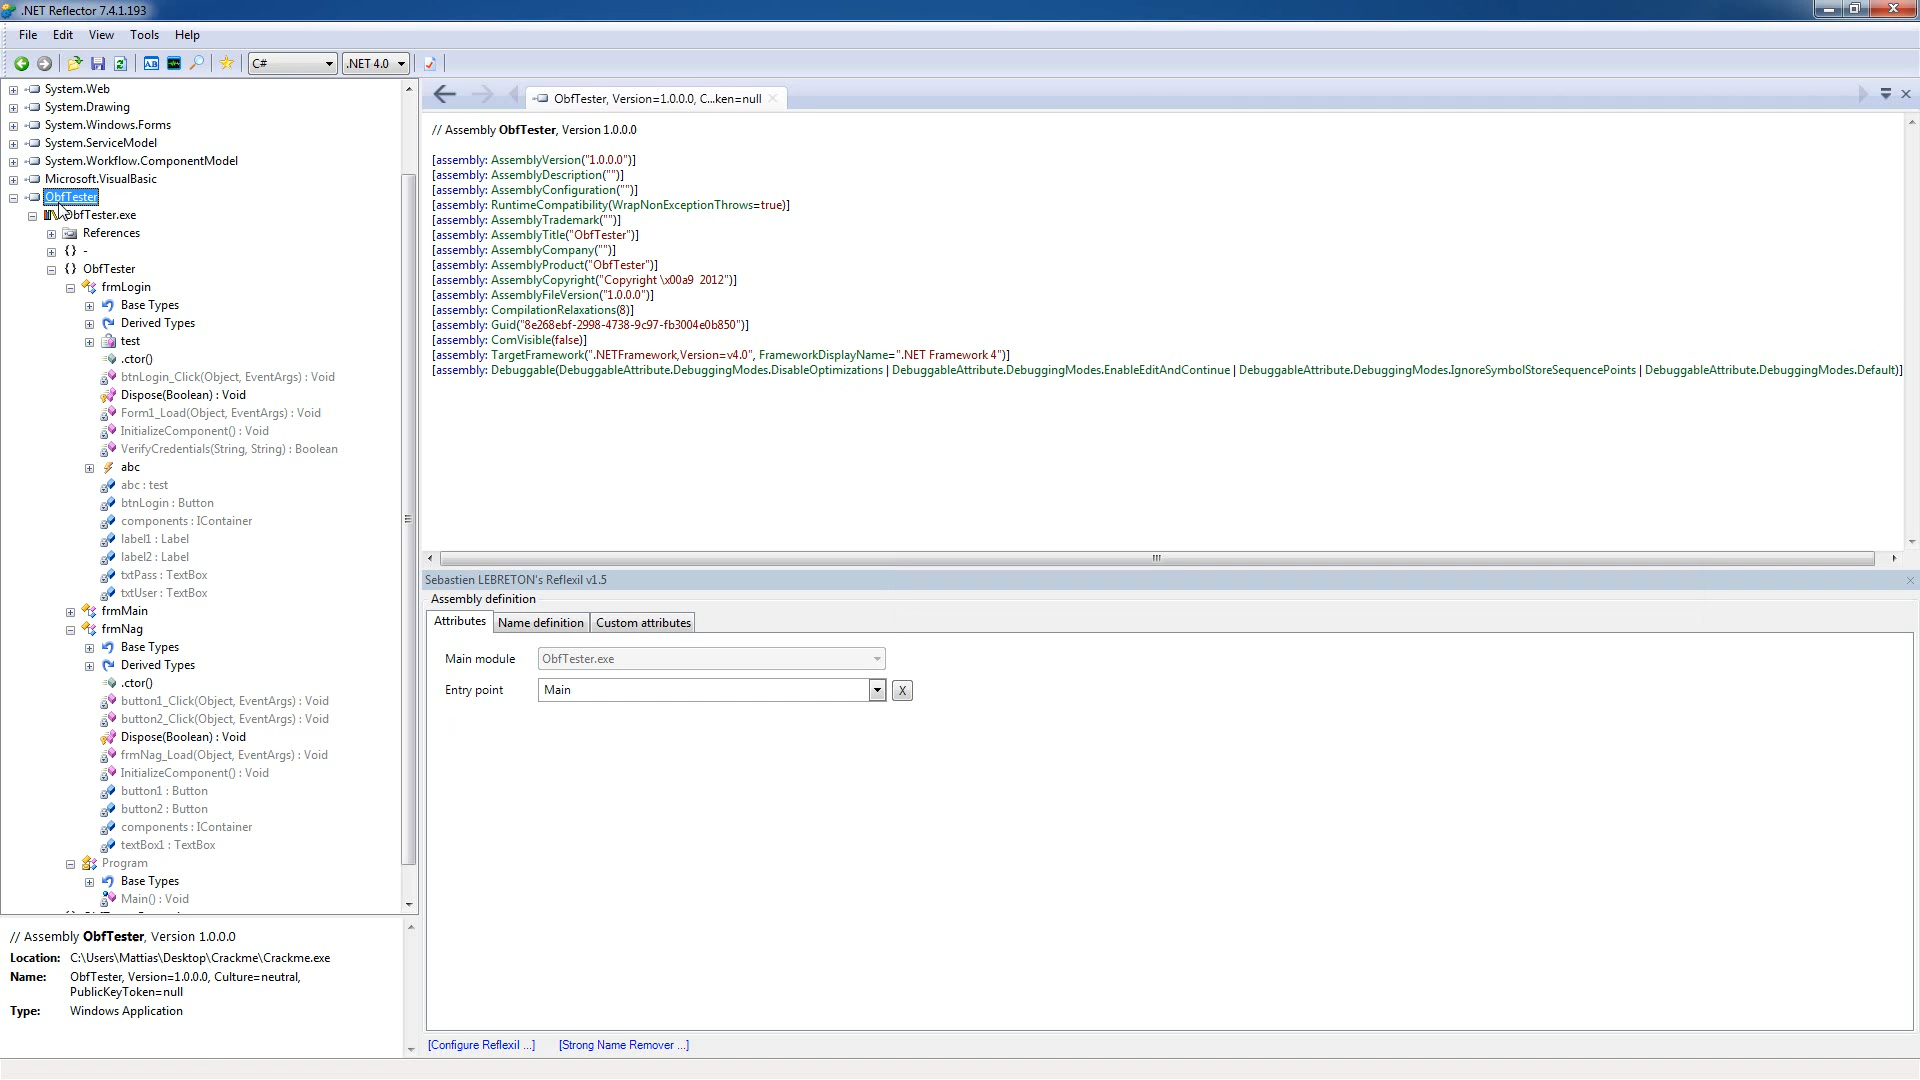 .NET Reflector 7.4.1.193
File Edit View Tools Help
C# .NET 4.0
System.Web
System.Drawing
System.Windows.Forms
System.ServiceModel
System.Workflow.ComponentModel
Microsoft.VisualBasic
ObfTester
ObfTester.exe
References
{} -
{} ObfTester
frmLogin
Base Types
Derived Types
test
.ctor()
btnLogin_Click(Object, EventArgs) : Void
Dispose(Boolean) : Void
Form1_Load(Object, EventArgs) : Void
InitializeComponent() : Void
VerifyCredentials(String, String) : Boolean
abc
abc : test
btnLogin : Button
components : IContainer
label1 : Label
label2 : Label
txtPass : TextBox
txtUser : TextBox
frmMain
frmNag
Base Types
Derived Types
.ctor()
button1_Click(Object, EventArgs) : Void
button2_Click(Object, EventArgs) : Void
Dispose(Boolean) : Void
frmNag_Load(Object, EventArgs) : Void
InitializeComponent() : Void
button1 : Button
button2 : Button
components : IContainer
textBox1 : TextBox
Program
Base Types
Main() : Void
// Assembly ObfTester, Version 1.0.0.0
Location: C:\Users\Mattias\Desktop\Crackme\Crackme.exe
Name: ObfTester, Version=1.0.0.0, Culture=neutral,
PublicKeyToken=null
Type: Windows Application
ObfTester, Version=1.0.0.0, C...ken=null
// Assembly ObfTester, Version 1.0.0.0
[assembly: AssemblyVersion("1.0.0.0")]
[assembly: AssemblyDescription("")]
[assembly: AssemblyConfiguration("")]
[assembly: RuntimeCompatibility(WrapNonExceptionThrows=true)]
[assembly: AssemblyTrademark("")]
[assembly: AssemblyTitle("ObfTester")]
[assembly: AssemblyCompany("")]
[assembly: AssemblyProduct("ObfTester")]
[assembly: AssemblyCopyright("Copyright \x00a9  2012")]
[assembly: AssemblyFileVersion("1.0.0.0")]
[assembly: CompilationRelaxations(8)]
[assembly: Guid("8e268ebf-2998-4738-9c97-fb3004e0b850")]
[assembly: ComVisible(false)]
[assembly: TargetFramework(".NETFramework,Version=v4.0", FrameworkDisplayName=".NET Framework 4")]
[assembly: Debuggable(DebuggableAttribute.DebuggingModes.DisableOptimizations | DebuggableAttribute.DebuggingModes.EnableEditAndContinue | DebuggableAttribute.DebuggingModes.IgnoreSymbolStoreSequencePoints | DebuggableAttribute.DebuggingModes.Default)]
Sebastien LEBRETON's Reflexil v1.5
Assembly definition
Attributes Name definition Custom attributes
Main module ObfTester.exe
Entry point Main X
[Configure Reflexil ...] [Strong Name Remover ...]